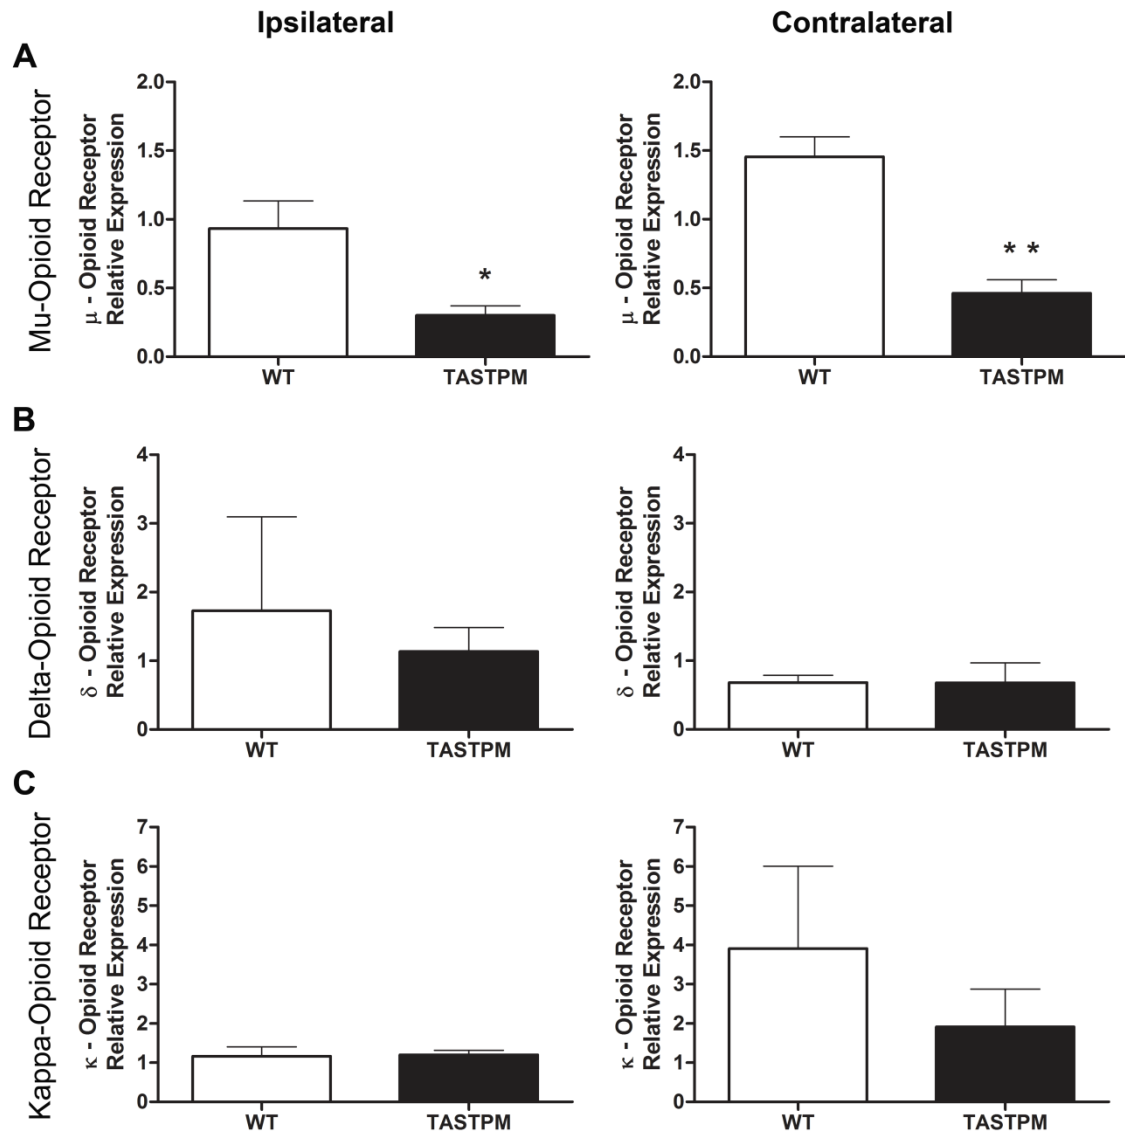 Ipsilateral
Contralateral
A
Mu-Opioid Receptor
μ - Opioid Receptor
Relative Expression
2.0
1.5
1.0
0.5
0.0
*
WT
TASTPM
μ - Opioid Receptor
Relative Expression
2.0
1.5
1.0
0.5
0.0
* *
WT
TASTPM
B
Delta-Opioid Receptor
δ - Opioid Receptor
Relative Expression
4
3
2
1
0
WT
TASTPM
δ - Opioid Receptor
Relative Expression
4
3
2
1
0
WT
TASTPM
C
Kappa-Opioid Receptor
κ - Opioid Receptor
Relative Expression
7
6
5
4
3
2
1
0
WT
TASTPM
κ - Opioid Receptor
Relative Expression
7
6
5
4
3
2
1
0
WT
TASTPM